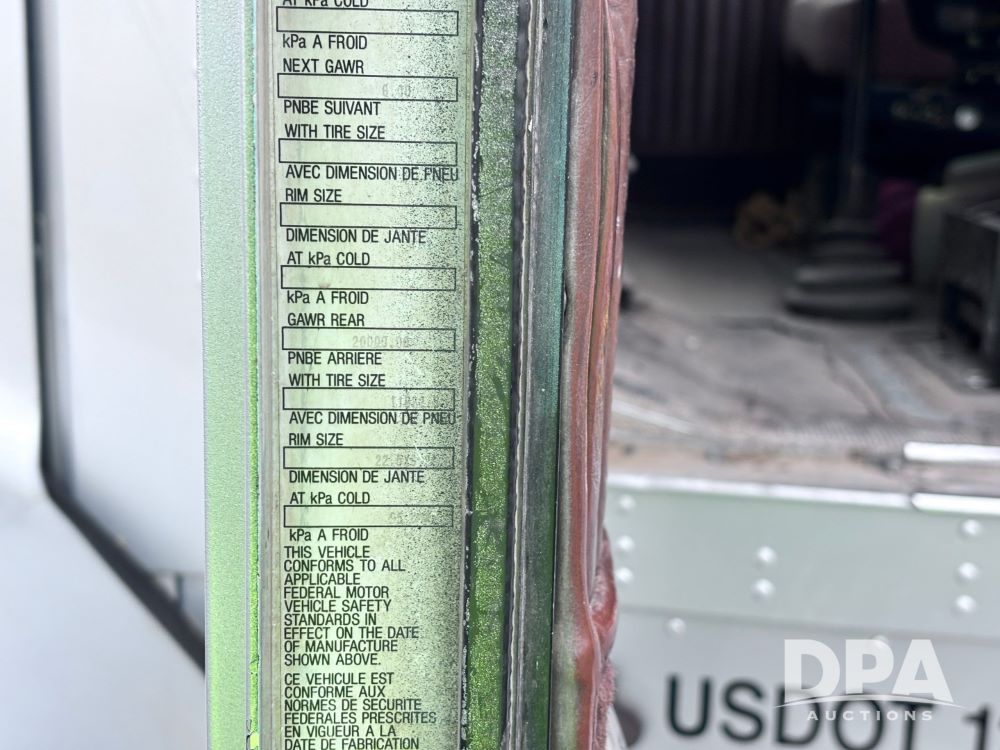 AT kPa COLD
kPa A FROID
NEXT GAWR
PNBE SUIVANT
WITH TIRE SIZE
AVEC DIMENSION DE PNEU
RIM SIZE
DIMENSION DE JANTE
AT kPa COLD
kPa A FROID
GAWR REAR
PNBE ARRIERE
WITH TIRE SIZE
AVEC DIMENSION DE PNEU
RIM SIZE
DIMENSION DE JANTE
AT kPa COLD
kPa A FROID
THIS VEHICLE
CONFORMS TO ALL
APPLICABLE
FEDERAL MOTOR
VEHICLE SAFETY
STANDARDS IN
EFFECT ON THE DATE
OF MANUFACTURE
SHOWN ABOVE.
CE VEHICULE EST
CONFORME AUX
NORMES DE SECURITE
FEDERALES PRESCRITES
EN VIGUEUR A LA
DATE DE FABRICATION
USDOT 1
DPA
AUCTIONS